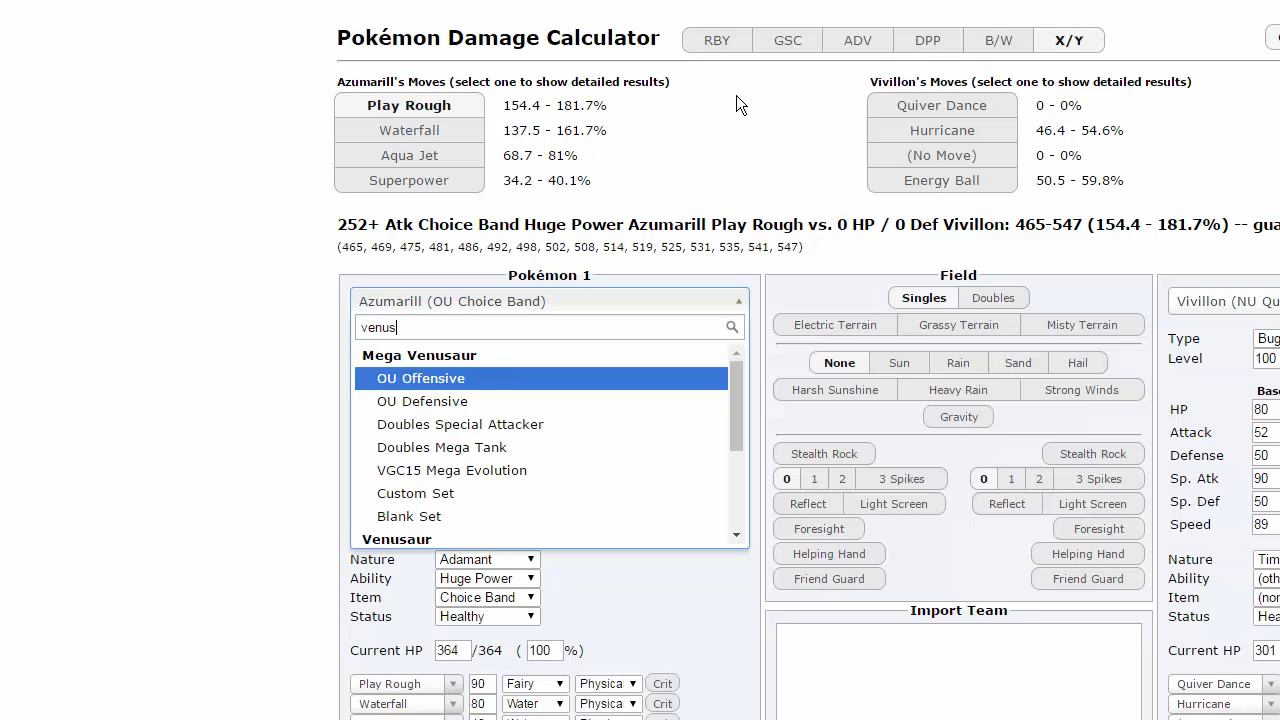 Pokémon Damage Calculator
RBY GSC ADV DPP B/W X/Y
Azumarill's Moves (select one to show detailed results)
Play Rough 154.4 - 181.7%
Waterfall 137.5 - 161.7%
Aqua Jet 68.7 - 81%
Superpower 34.2 - 40.1%
Vivillon's Moves (select one to show detailed results)
Quiver Dance 0 - 0%
Hurricane 46.4 - 54.6%
(No Move) 0 - 0%
Energy Ball 50.5 - 59.8%
252+ Atk Choice Band Huge Power Azumarill Play Rough vs. 0 HP / 0 Def Vivillon: 465-547 (154.4 - 181.7%) -- gua
(465, 469, 475, 481, 486, 492, 498, 502, 508, 514, 519, 525, 531, 535, 541, 547)
Pokémon 1
Azumarill (OU Choice Band)
venus
Mega Venusaur
OU Offensive
OU Defensive
Doubles Special Attacker
Doubles Mega Tank
VGC15 Mega Evolution
Custom Set
Blank Set
Venusaur
Nature Adamant
Ability Huge Power
Item Choice Band
Status Healthy
Current HP 364 /364 ( 100 %)
Play Rough 90 Fairy Physica Crit
Waterfall 80 Water Physica Crit
Field
Singles Doubles
Electric Terrain Grassy Terrain Misty Terrain
None Sun Rain Sand Hail
Harsh Sunshine Heavy Rain Strong Winds
Gravity
Stealth Rock Stealth Rock
0 1 2 3 Spikes 0 1 2 3 Spikes
Reflect Light Screen Reflect Light Screen
Foresight Foresight
Helping Hand Helping Hand
Friend Guard Friend Guard
Import Team
Vivillon (NU Qu
Type Bug
Level 100
Base
HP 80
Attack 52
Defense 50
Sp. Atk 90
Sp. Def 50
Speed 89
Nature Tim
Ability (oth
Item (nor
Status Hea
Current HP 301
Quiver Dance
Hurricane